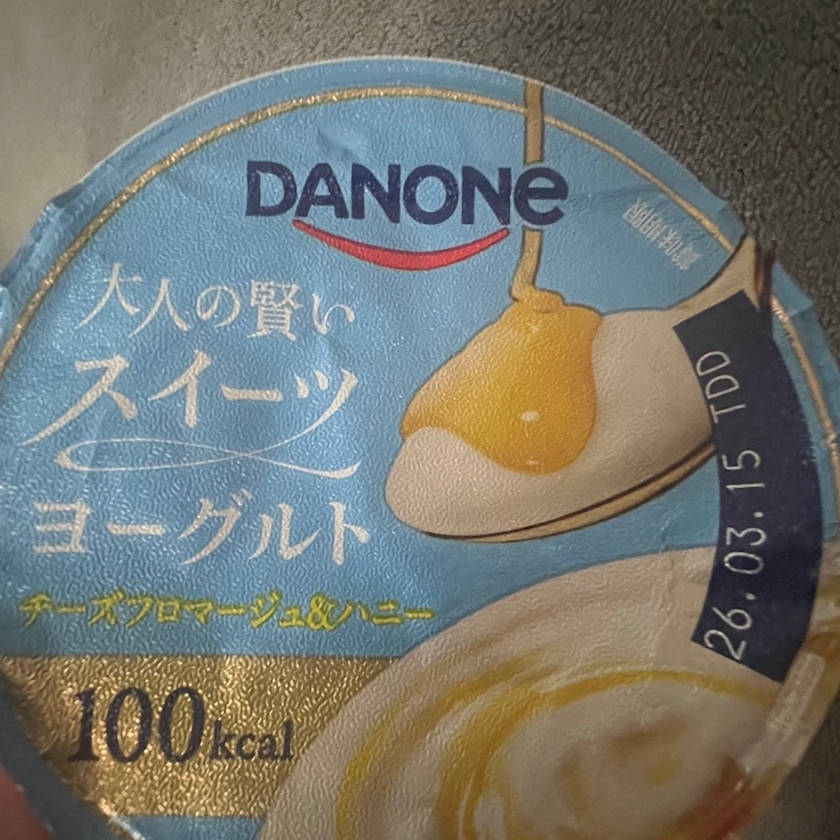 DANONE
賞味期限
大人の賢い
スイーツ
ヨーグルト
チーズフロマージュ&ハニー
100kcal
26.03.15 TDD